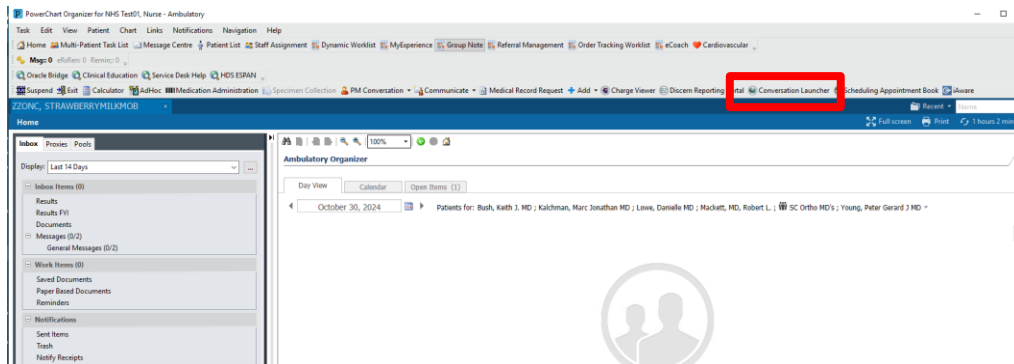 PowerChart Organizer for NHS Test01, Nurse - Ambulatory
Task Edit View Patient Chart Links Notifications Navigation Help
Home Multi-Patient Task List Message Centre Patient List Staff Assignment Dynamic Worklist MyExperience Group Note Referral Management Order Tracking Worklist eCoach Cardiovascular
Msg: 0 eRxRen: 0 Remin: 0
Oracle Bridge Clinical Education Service Desk Help HDS ESPAN
Suspend Exit Calculator AdHoc Medication Administration Specimen Collection PM Conversation Communicate Medical Record Request Add Charge Viewer Discern Reporting Portal Conversation Launcher Scheduling Appointment Book iAware
ZZONC, STRAWBERRYMILKMOB × Recent Name
Home Full screen Print 1 hours 2 min
Inbox Proxies Pools
100%
Ambulatory Organizer
Display: Last 14 Days ...
Day View Calendar Open Items (1)
Inbox Items (0)
October 30, 2024 Patients for: Bush, Keith J. MD ; Kalchman, Marc Jonathan MD ; Lowe, Danielle MD ; Mackett, MD, Robert L. ; SC Ortho MD's ; Young, Peter Gerard J MD
Results
Results FYI
Documents
Messages (0/2)
General Messages (0/2)
Work Items (0)
Saved Documents
Paper Based Documents
Reminders
Notifications
Sent Items
Trash
Notify Receipts